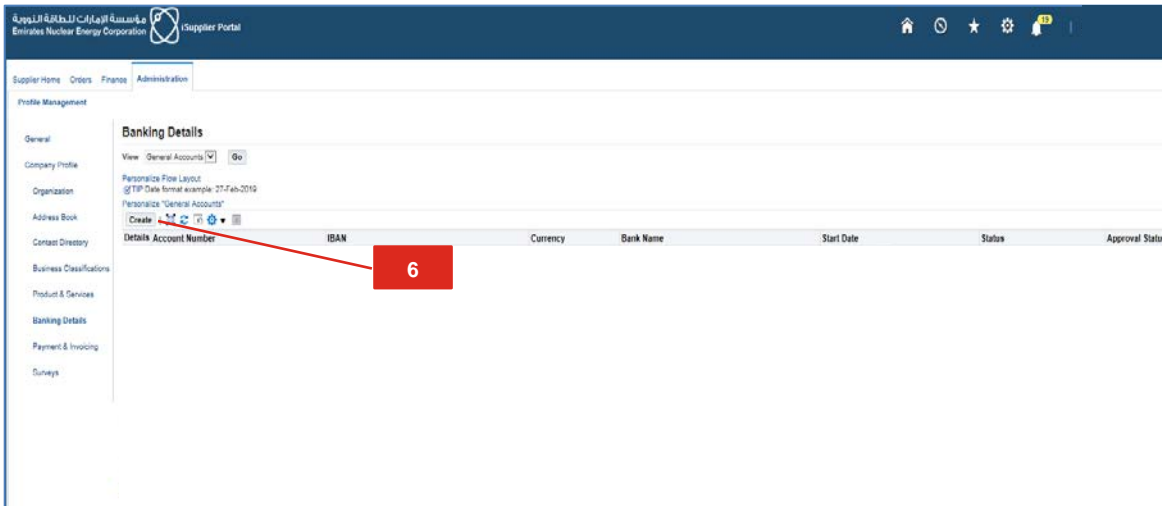 مؤسسة الإمارات للطاقة النووية
Emirates Nuclear Energy Corporation
iSupplier Portal
19
Supplier Home Orders Finance Administration
Profile Management
General
Company Profile
Organization
Address Book
Contact Directory
Business Classifications
Product & Services
Banking Details
Payment & Invoicing
Surveys
Banking Details
View General Accounts Go
Personalize Flow Layout
TIP Date format example: 27-Feb-2019
Personalize "General Accounts"
Create
Details Account Number IBAN Currency Bank Name Start Date Status Approval Statu
6